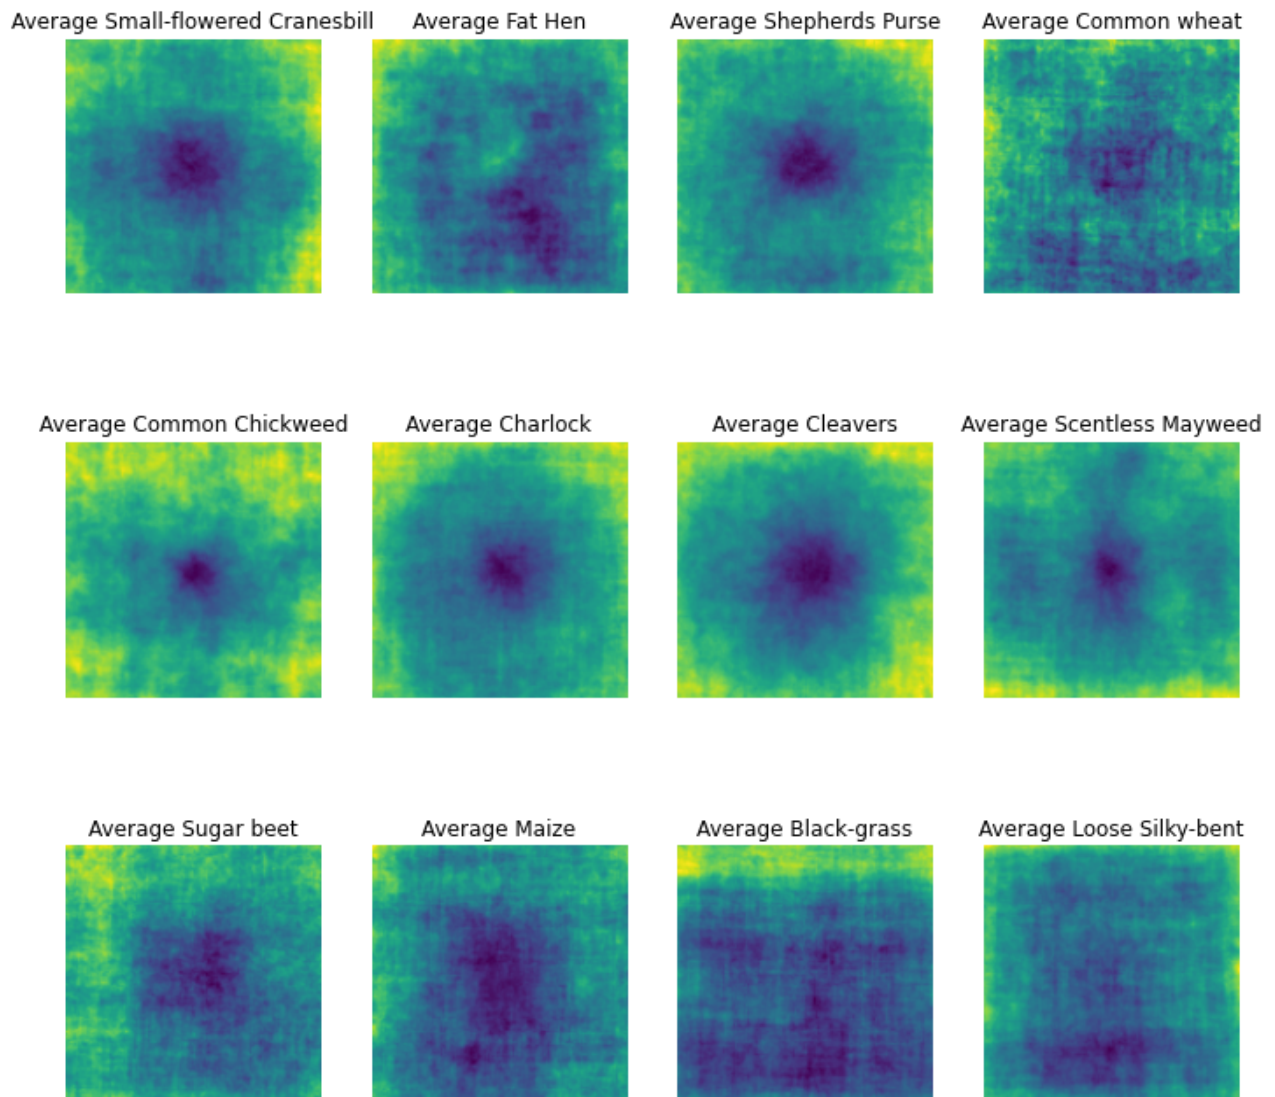 Average Small-flowered Cranesbill
Average Fat Hen
Average Shepherds Purse
Average Common wheat
Average Common Chickweed
Average Charlock
Average Cleavers
Average Scentless Mayweed
Average Sugar beet
Average Maize
Average Black-grass
Average Loose Silky-bent